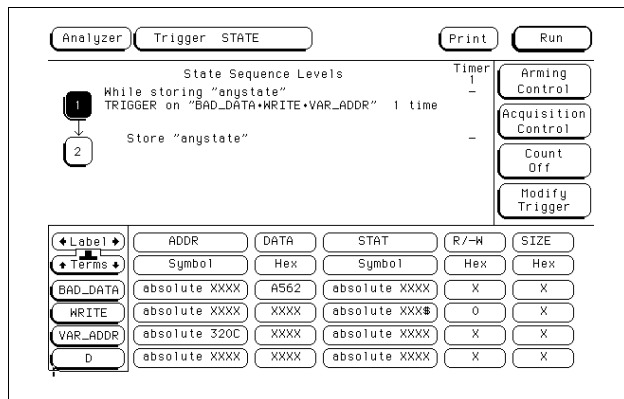 Analyzer Trigger STATE Print Run
State Sequence Levels Timer
1
Arming
Control
While storing "anystate" -
1 TRIGGER on "BAD_DATA•WRITE•VAR_ADDR" 1 time
Acquisition
Control
2 Store "anystate" -
Count
Off
Modify
Trigger
Label ADDR DATA STAT R/-W SIZE
Terms Symbol Hex Symbol Hex Hex
BAD_DATA absolute XXXX A562 absolute XXXX X X
WRITE absolute XXXX XXXX absolute XXX$ 0 X
VAR_ADDR absolute 320C XXXX absolute XXXX X X
D absolute XXXX XXXX absolute XXXX X X